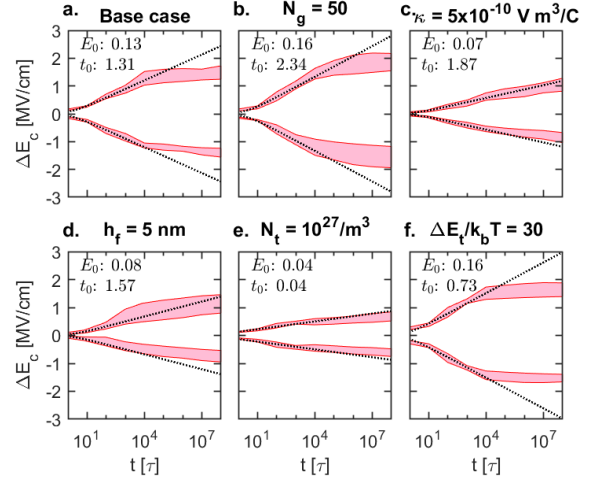 a. Base case
b. N_g = 50
c. κ = 5x10^-10 V m^3/C
E_0: 0.13
t_0: 1.31
E_0: 0.16
t_0: 2.34
E_0: 0.07
t_0: 1.87
ΔE_c [MV/cm]
3
2
1
0
-1
-2
-3
d. h_f = 5 nm
e. N_t = 10^27/m^3
f. ΔE_t/k_bT = 30
E_0: 0.08
t_0: 1.57
E_0: 0.04
t_0: 0.04
E_0: 0.16
t_0: 0.73
ΔE_c [MV/cm]
3
2
1
0
-1
-2
-3
10^1 10^4 10^7
10^1 10^4 10^7
10^1 10^4 10^7
t [τ]
t [τ]
t [τ]